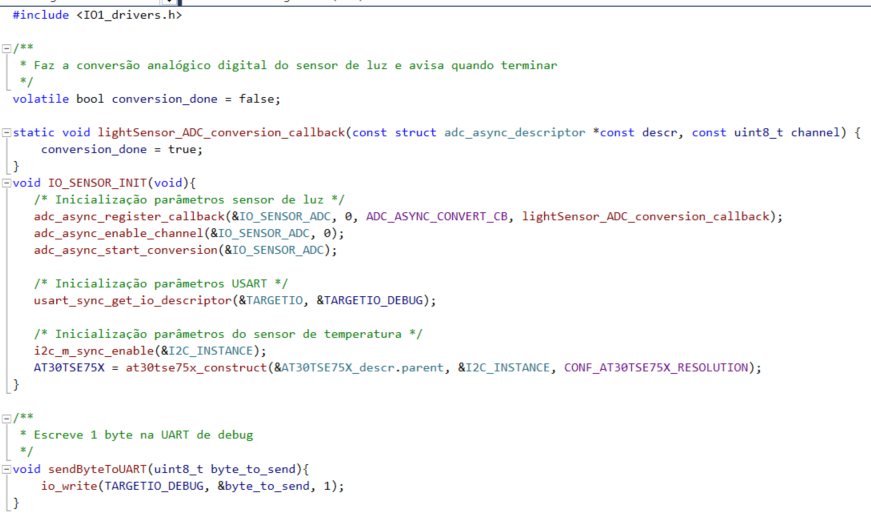 #include <IO1_drivers.h>
/**
 * Faz a conversão analógico digital do sensor de luz e avisa quando terminar
 */
volatile bool conversion_done = false;
static void lightSensor_ADC_conversion_callback(const struct adc_async_descriptor *const descr, const uint8_t channel) {
    conversion_done = true;
}
void IO_SENSOR_INIT(void){
   /* Inicialização parâmetros sensor de luz */
   adc_async_register_callback(&IO_SENSOR_ADC, 0, ADC_ASYNC_CONVERT_CB, lightSensor_ADC_conversion_callback);
   adc_async_enable_channel(&IO_SENSOR_ADC, 0);
   adc_async_start_conversion(&IO_SENSOR_ADC);
   /* Inicialização parâmetros USART */
   usart_sync_get_io_descriptor(&TARGETIO, &TARGETIO_DEBUG);
   /* Inicialização parâmetros do sensor de temperatura */
   i2c_m_sync_enable(&I2C_INSTANCE);
   AT30TSE75X = at30tse75x_construct(&AT30TSE75X_descr.parent, &I2C_INSTANCE, CONF_AT30TSE75X_RESOLUTION);
}
/**
 * Escreve 1 byte na UART de debug
 */
void sendByteToUART(uint8_t byte_to_send){
    io_write(TARGETIO_DEBUG, &byte_to_send, 1);
}